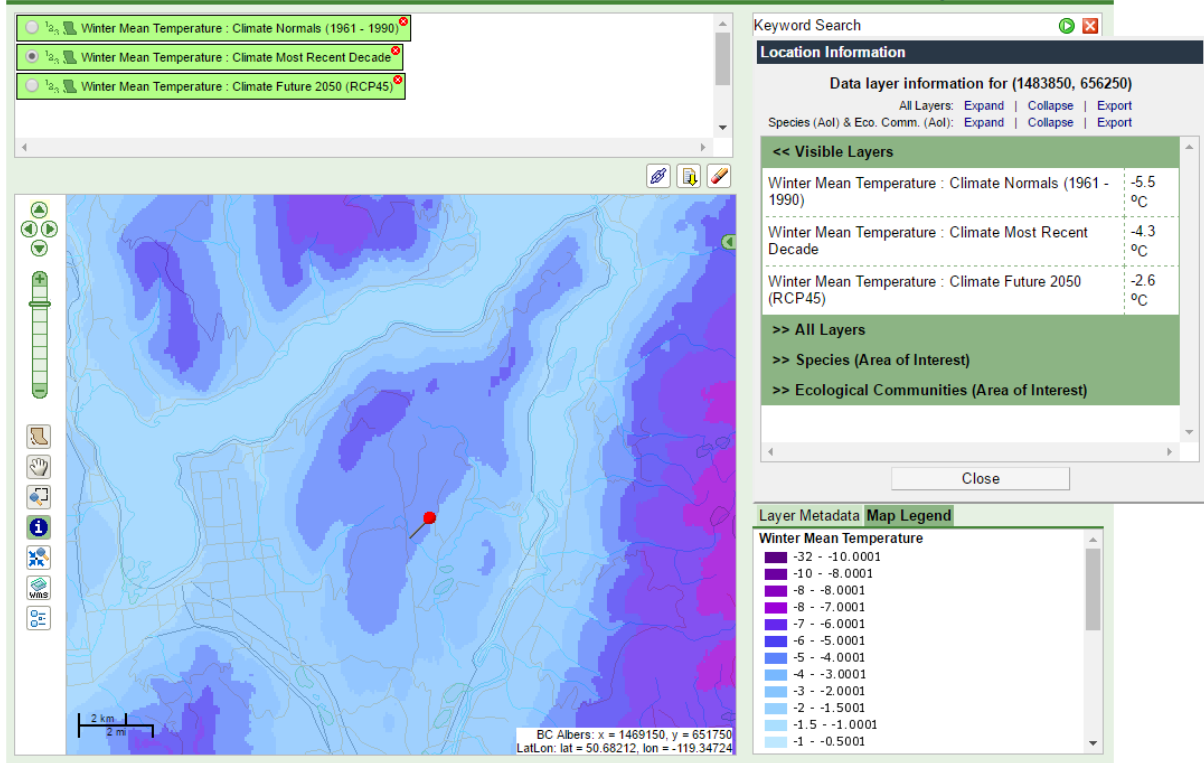 Winter Mean Temperature : Climate Normals (1961 - 1990)
Winter Mean Temperature : Climate Most Recent Decade
Winter Mean Temperature : Climate Future 2050 (RCP45)
Keyword Search
Location Information
Data layer information for (1483850, 656250)
All Layers: Expand | Collapse | Export
Species (AoI) & Eco. Comm. (AoI): Expand | Collapse | Export
<< Visible Layers
Winter Mean Temperature : Climate Normals (1961 - 1990) -5.5 ºC
Winter Mean Temperature : Climate Most Recent Decade -4.3 ºC
Winter Mean Temperature : Climate Future 2050 (RCP45) -2.6 ºC
>> All Layers
>> Species (Area of Interest)
>> Ecological Communities (Area of Interest)
Close
wms
2 km
2 mi
BC Albers: x = 1469150, y = 651750
LatLon: lat = 50.68212, lon = -119.34724
Layer Metadata Map Legend
Winter Mean Temperature
-32 - -10.0001
-10 - -8.0001
-8 - -8.0001
-8 - -7.0001
-7 - -6.0001
-6 - -5.0001
-5 - -4.0001
-4 - -3.0001
-3 - -2.0001
-2 - -1.5001
-1.5 - -1.0001
-1 - -0.5001